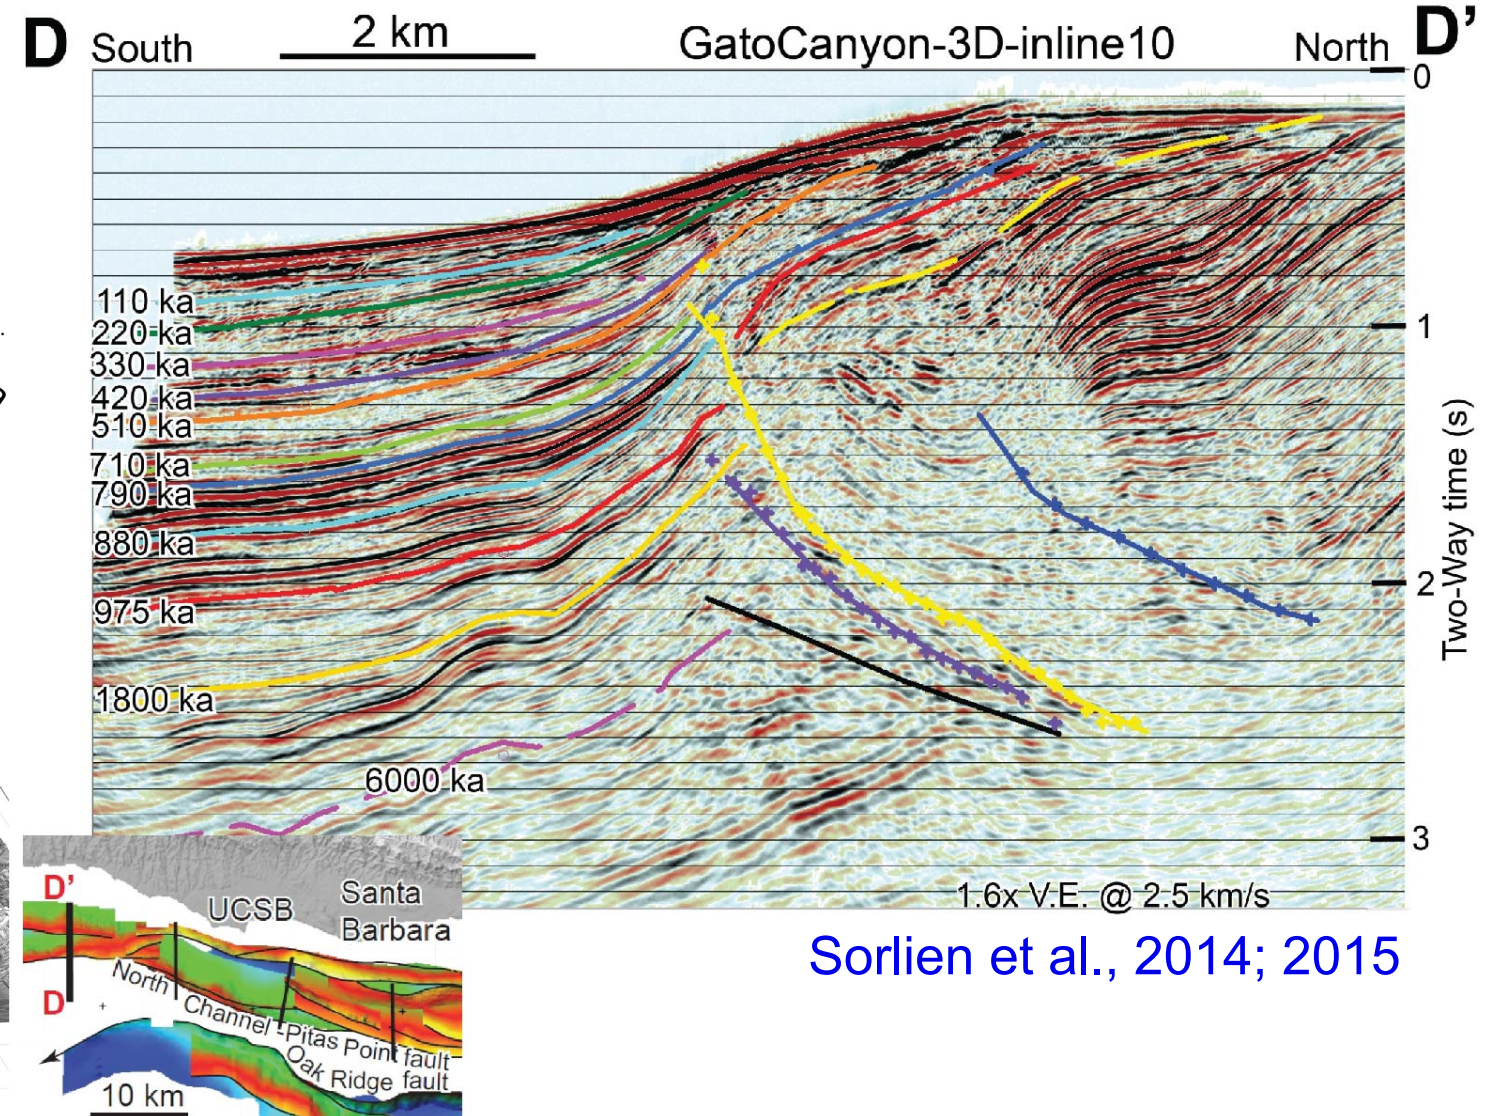 D South 2 km GatoCanyon-3D-inline10 North D’
0
110 ka
220 ka
330 ka
420 ka
510 ka
710 ka
790 ka
880 ka
975 ka
1800 ka
6000 ka
1
2
3
Two-Way time (s)
1.6x V.E. @ 2.5 km/s
Sorlien et al., 2014; 2015
D’
UCSB
Santa
Barbara
D
North Channel -Pitas Point fault
Oak Ridge fault
10 km